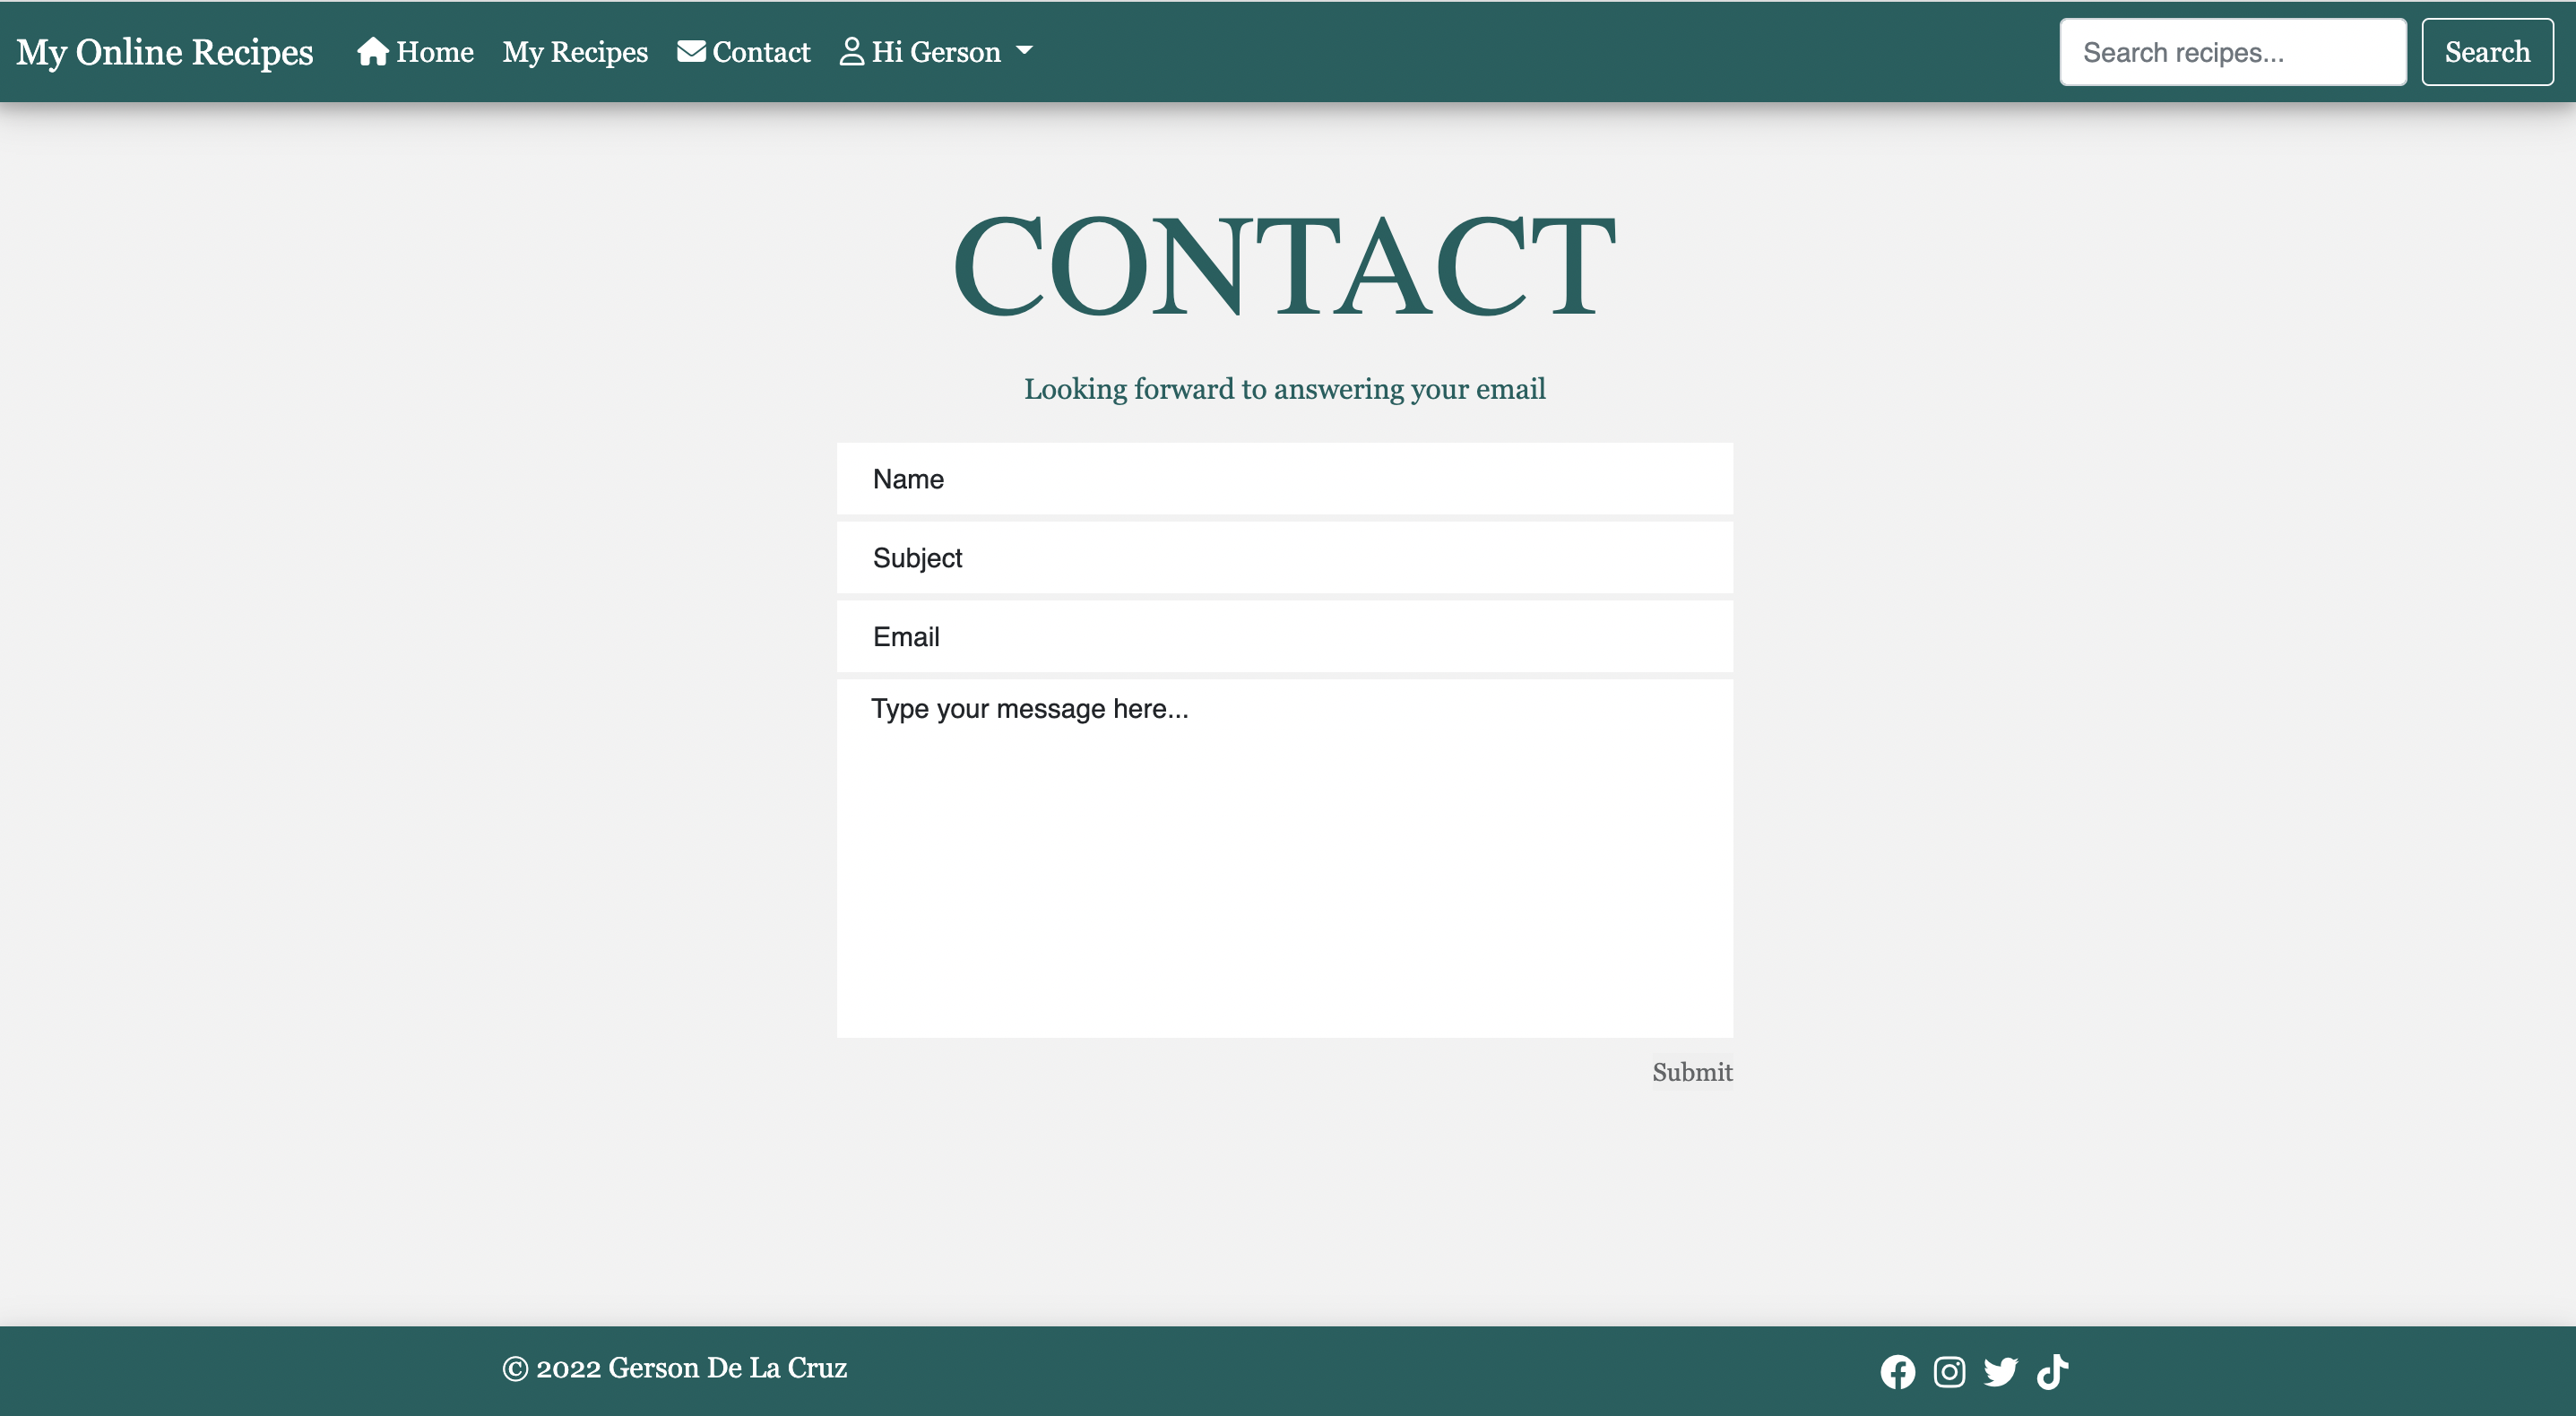 My Online Recipes Home My Recipes Contact Hi Gerson Search recipes... Search
CONTACT
Looking forward to answering your email
Name
Subject
Email
Type your message here...
Submit
© 2022 Gerson De La Cruz